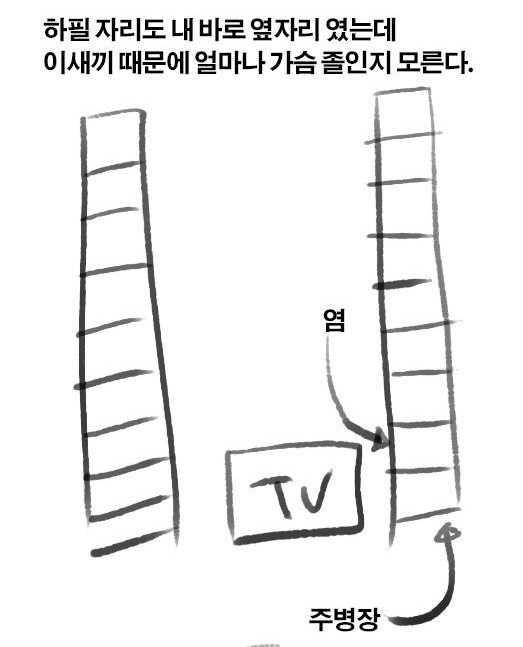 하필 자리도 내 바로 옆자리 였는데
이새끼 때문에 얼마나 가슴 졸인지 모른다.
염
TV
주병장